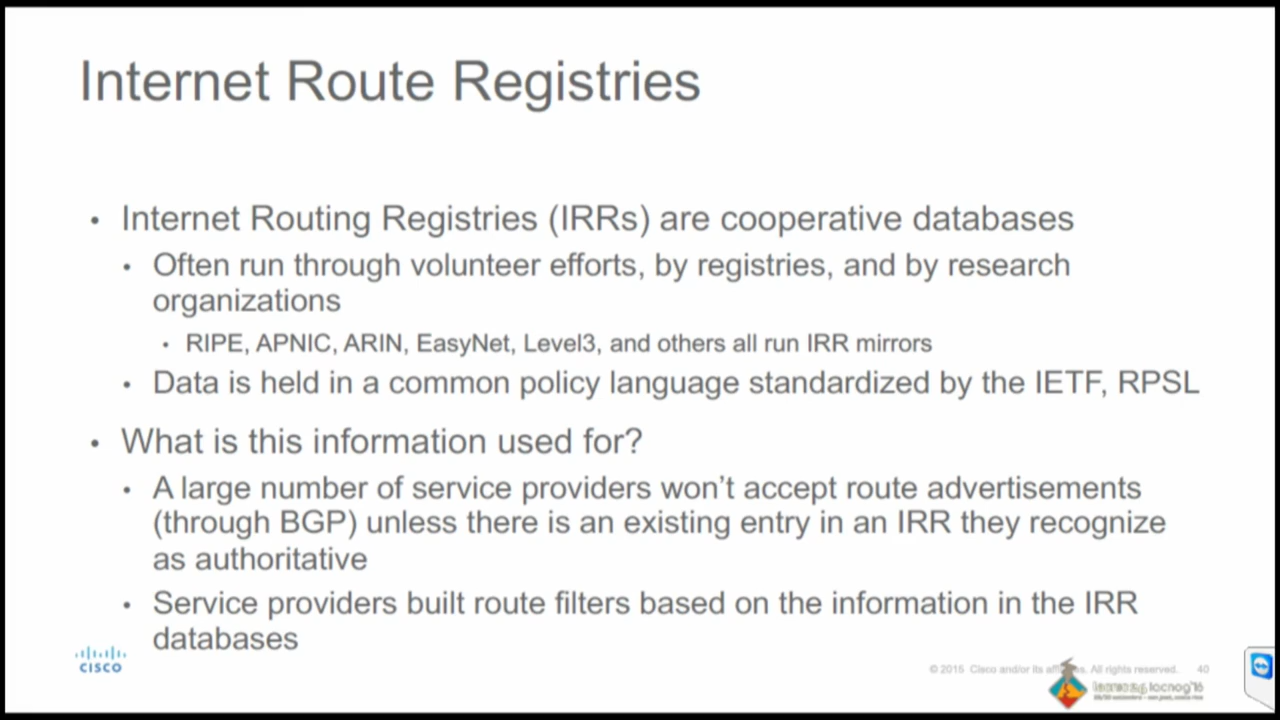 Internet Route Registries
• Internet Routing Registries (IRRs) are cooperative databases
• Often run through volunteer efforts, by registries, and by research
organizations
• RIPE, APNIC, ARIN, EasyNet, Level3, and others all run IRR mirrors
• Data is held in a common policy language standardized by the IETF, RPSL
• What is this information used for?
• A large number of service providers won't accept route advertisements
(through BGP) unless there is an existing entry in an IRR they recognize
as authoritative
• Service providers built route filters based on the information in the IRR
databases
CISCO
© 2015 Cisco and/or its affiliates. All rights reserved. 40
lacnog'16